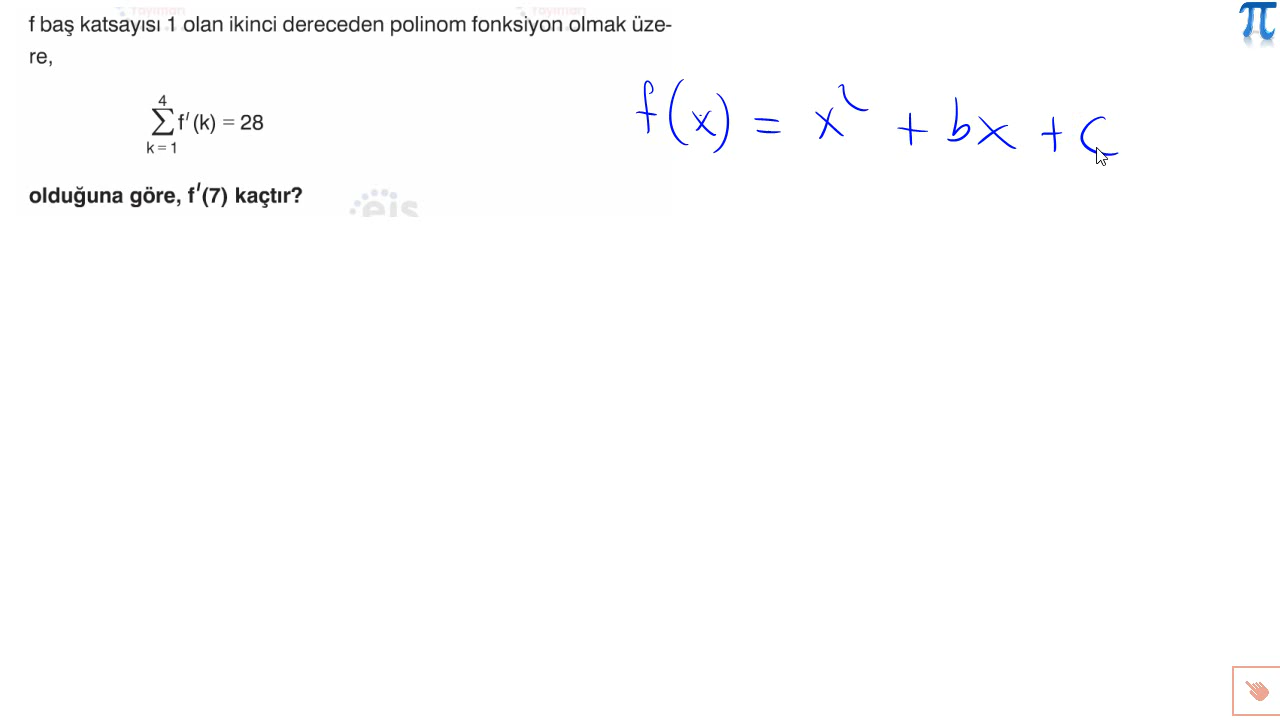 f baş katsayısı 1 olan ikinci dereceden polinom fonksiyon olmak üze-
re,
4
∑ f'(k) = 28
k = 1
olduğuna göre, f'(7) kaçtır?
f(x) = x² + bx + c
eis
π